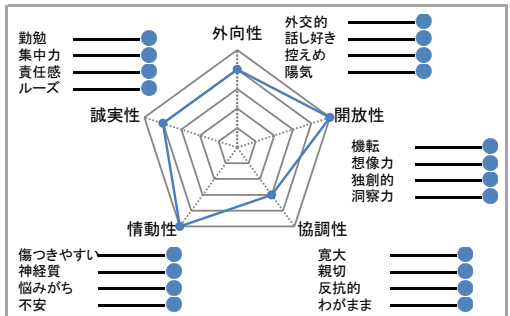 外向性
外交的
話し好き
控えめ
陽気
勤勉
集中力
責任感
ルーズ
誠実性
開放性
機転
想像力
独創的
洞察力
情動性
協調性
傷つきやすい
神経質
悩みがち
不安
寛大
親切
反抗的
わがまま